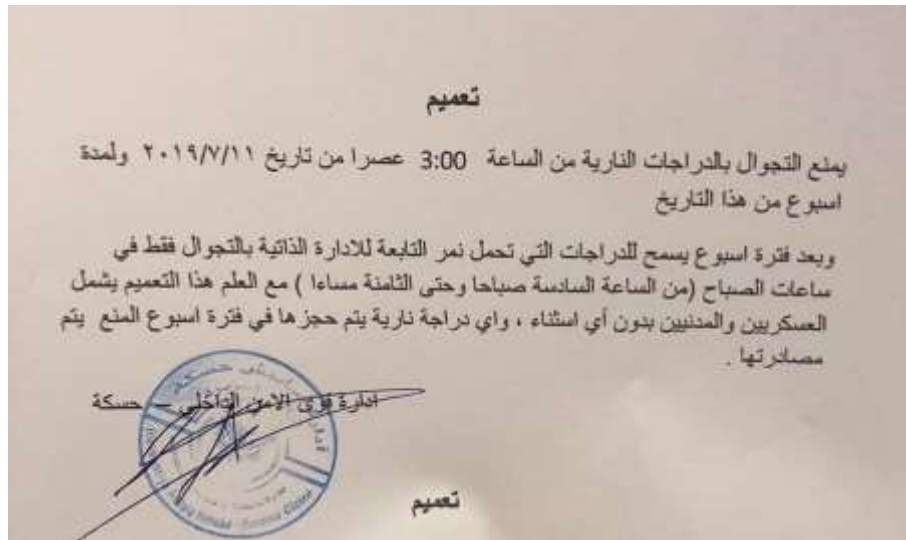 تعميم
يمنع التجوال بالدراجات النارية من الساعة 3:00 عصرا من تاريخ ٢٠١٩/٧/١١ ولمدة
اسبوع من هذا التاريخ
وبعد فترة اسبوع يسمح للدراجات التي تحمل نمر التابعة للادارة الذاتية بالتجوال فقط في
ساعات الصباح (من الساعة السادسة صباحا وحتى الثامنة مساءا ) مع العلم هذا التعميم يشمل
العسكريين والمدنيين بدون أي استثناء ، واي دراجة نارية يتم حجزها في فترة اسبوع المنع يتم
مصادرتها .
ادارة قوى الامن الداخلي – حسكة
تعميم